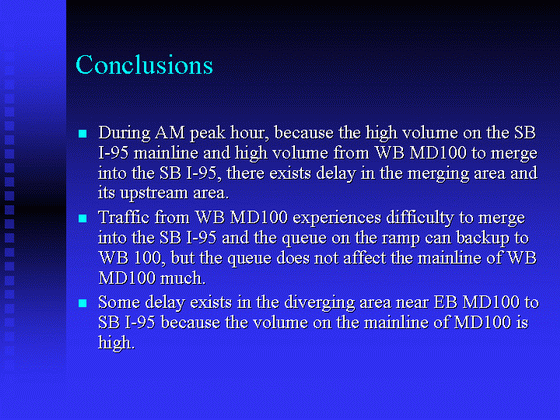 Conclusions
During AM peak hour, because the high volume on the SB
I-95 mainline and high volume from WB MD100 to merge
into the SB I-95, there exists delay in the merging area and
its upstream area.
Traffic from WB MD100 experiences difficulty to merge
into the SB I-95 and the queue on the ramp can backup to
WB 100, but the queue does not affect the mainline of WB
MD100 much.
Some delay exists in the diverging area near EB MD100 to
SB I-95 because the volume on the mainline of MD100 is
high.